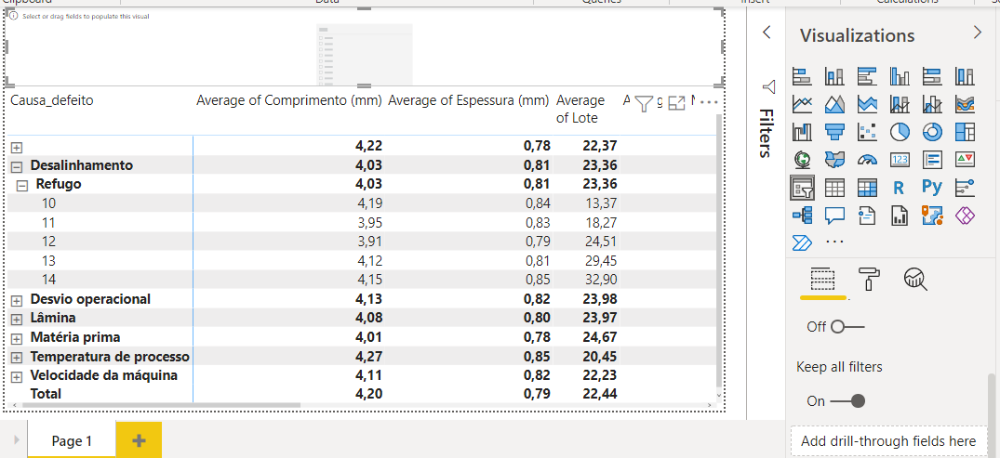 Clipboard Data Queries Insert Calculations
Select or drag fields to populate this visual
Causa_defeito Average of Comprimento (mm) Average of Espessura (mm) Average of Lote
4,22 0,78 22,37
Desalinhamento 4,03 0,81 23,36
Refugo 4,03 0,81 23,36
10 4,19 0,84 13,37
11 3,95 0,83 18,27
12 3,91 0,79 24,51
13 4,12 0,81 29,45
14 4,15 0,85 32,90
Desvio operacional 4,13 0,82 23,98
Lâmina 4,08 0,80 23,97
Matéria prima 4,01 0,78 24,67
Temperatura de processo 4,27 0,85 20,45
Velocidade da máquina 4,11 0,82 22,23
Total 4,20 0,79 22,44
Page 1
Filters
Visualizations
123
R Py
Off
Keep all filters
On
Add drill-through fields here